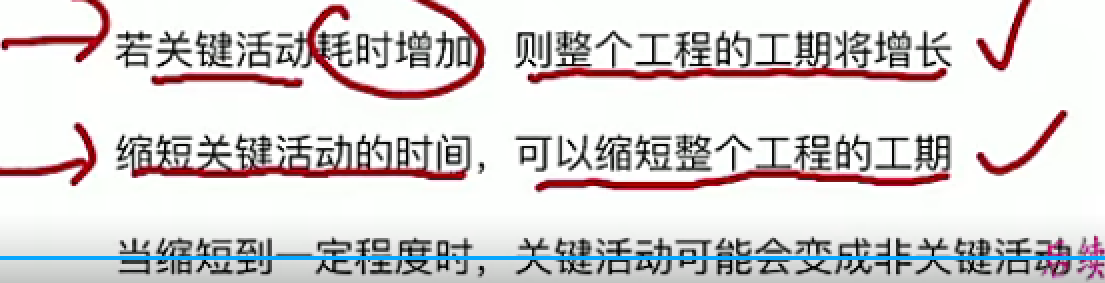 若关键活动耗时增加，则整个工程的工期将增长
缩短关键活动的时间，可以缩短整个工程的工期
当缩短到一定程度时，关键活动可能会变成非关键活动
后续